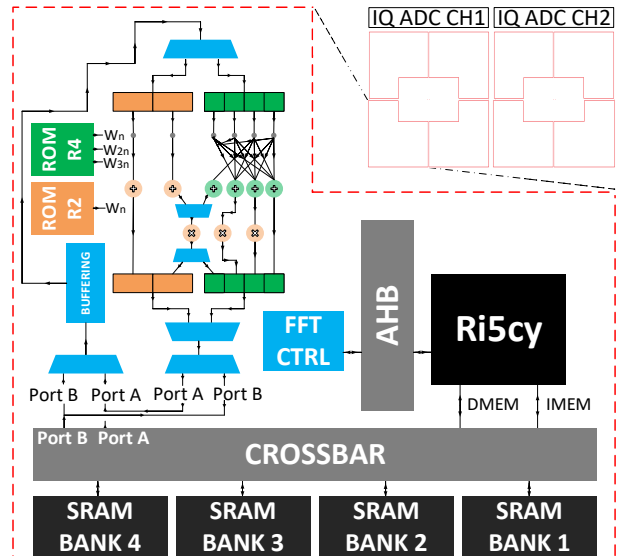 IQ ADC CH1 IQ ADC CH2
ROM R4
Wn
W2n
W3n
ROM R2
Wn
BUFFERING
FFT CTRL
AHB
Ri5cy
Port B Port A Port A Port B
DMEM IMEM
Port B Port A
CROSSBAR
SRAM BANK 4
SRAM BANK 3
SRAM BANK 2
SRAM BANK 1